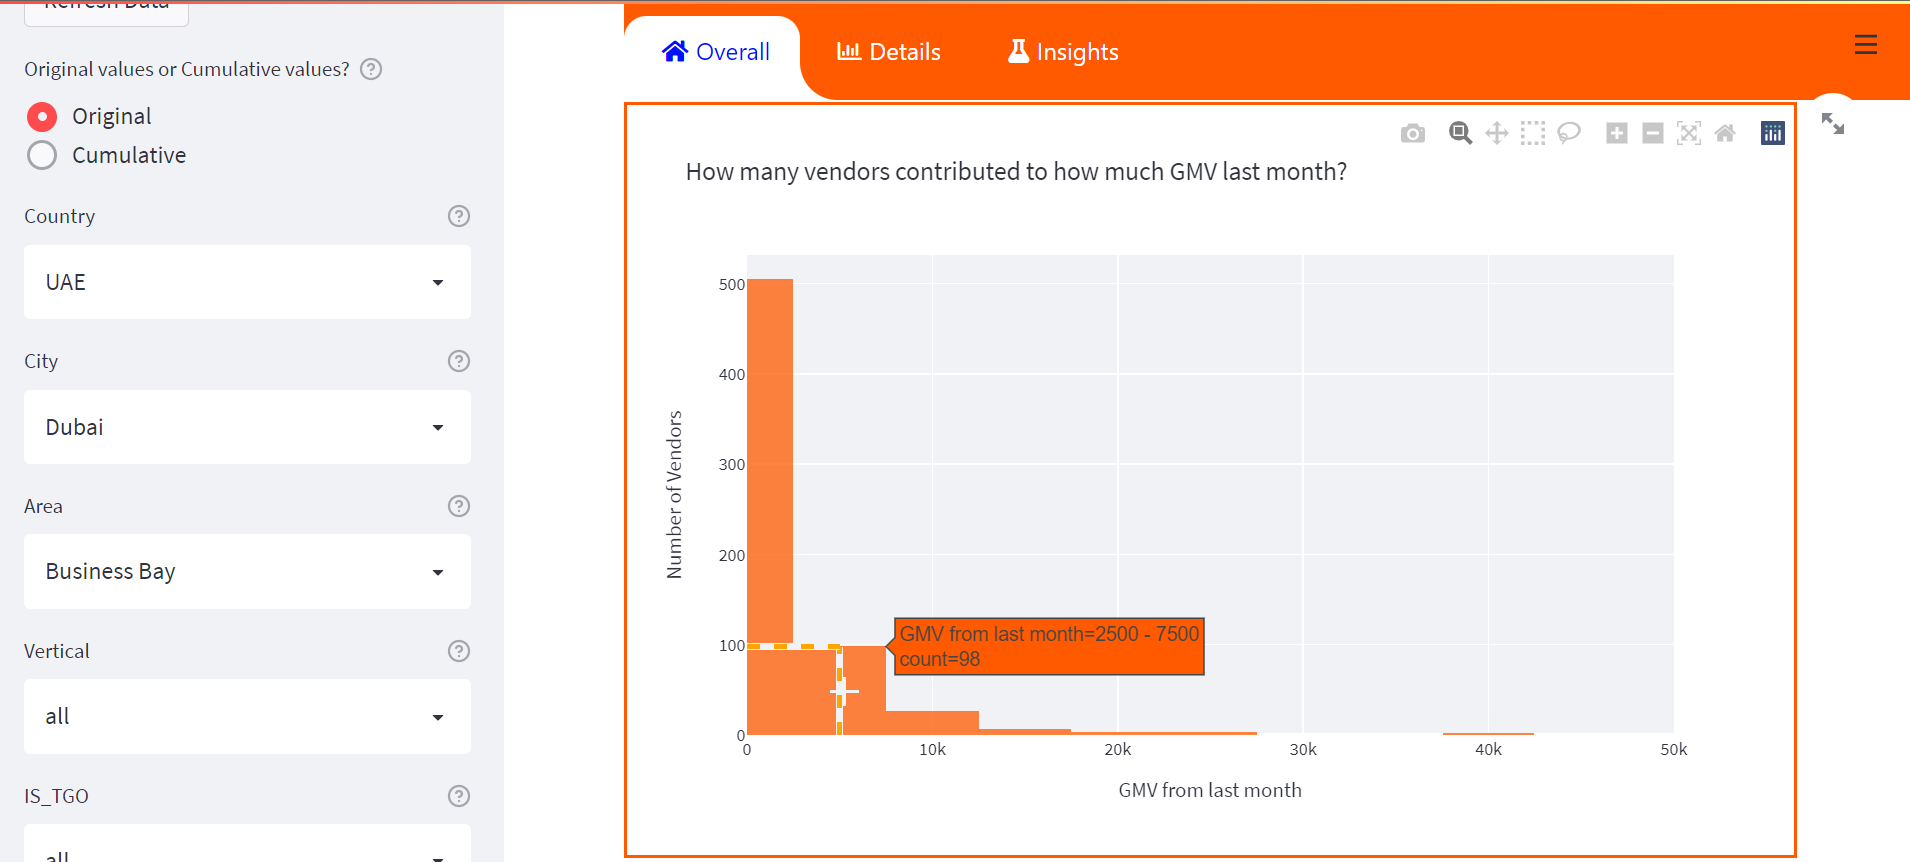 Refresh Data
Original values or Cumulative values?
Original
Cumulative
Country
UAE
City
Dubai
Area
Business Bay
Vertical
all
IS_TGO
all
Overall
Details
Insights
How many vendors contributed to how much GMV last month?
Number of Vendors
500
400
300
200
100
0
GMV from last month=2500 - 7500
count=98
0
10k
20k
30k
40k
50k
GMV from last month